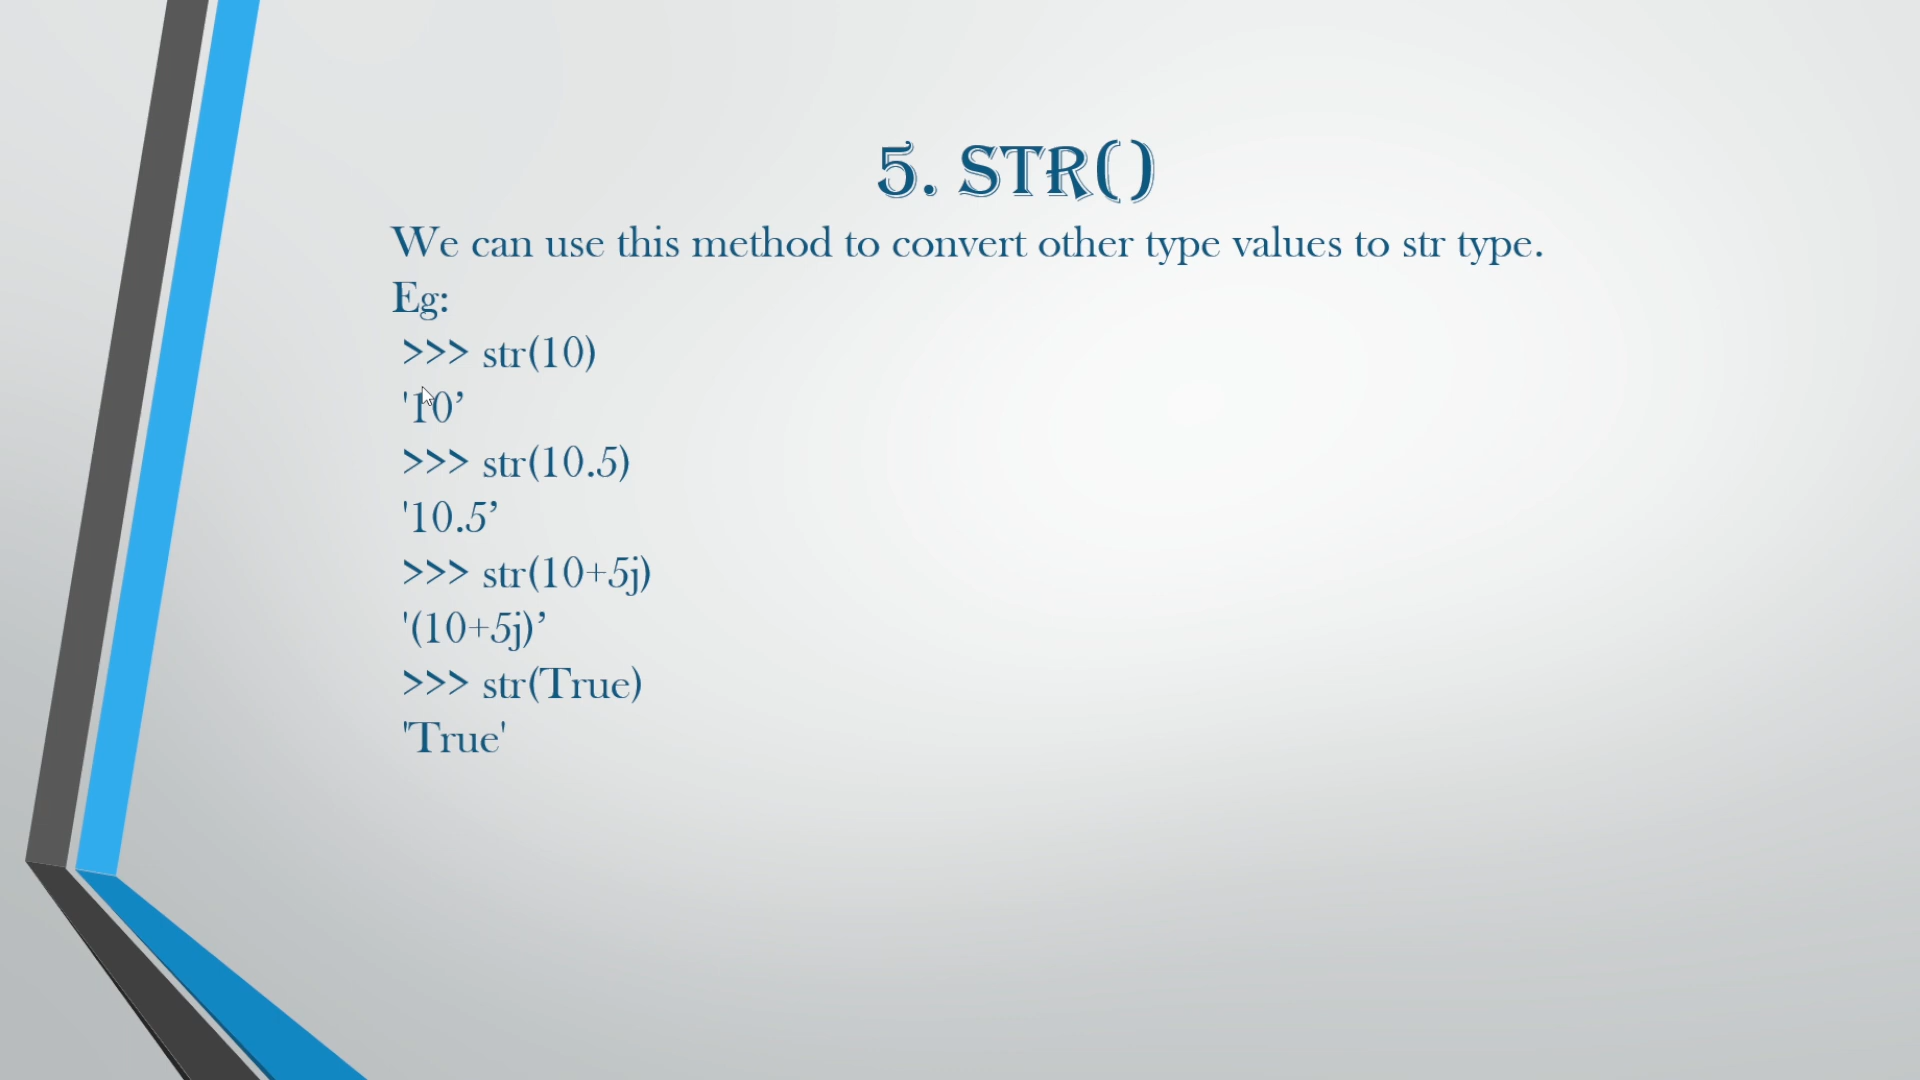 5. STR()
We can use this method to convert other type values to str type.
Eg:
>>> str(10)
'10’
>>> str(10.5)
'10.5’
>>> str(10+5j)
'(10+5j)’
>>> str(True)
'True'